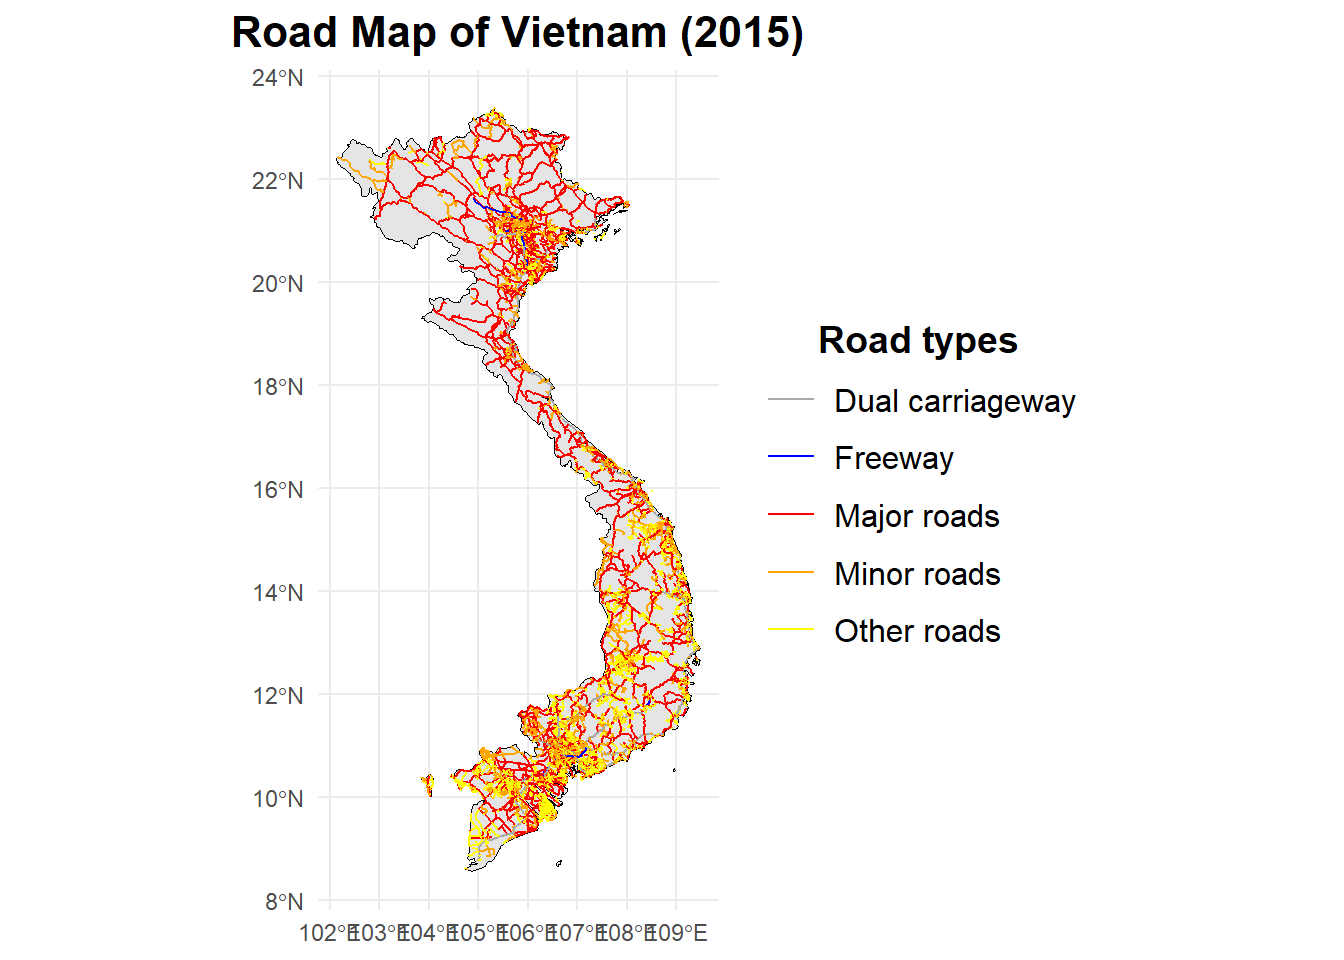 Road Map of Vietnam (2015)
24°N
22°N
20°N
18°N
16°N
14°N
12°N
10°N
8°N
102°E 103°E 104°E 105°E 106°E 107°E 108°E 109°E
Road types
Dual carriageway
Freeway
Major roads
Minor roads
Other roads